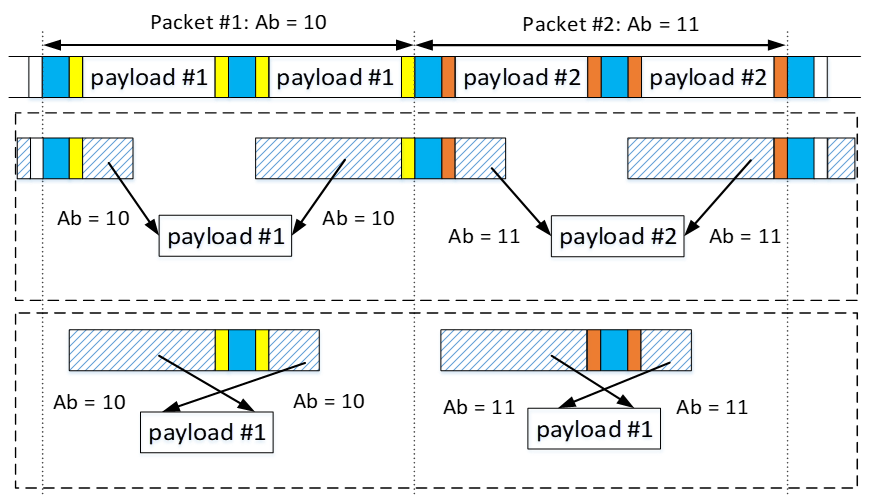 Packet #1: Ab = 10
Packet #2: Ab = 11
payload #1
payload #1
payload #2
payload #2
Ab = 10
Ab = 10
Ab = 11
Ab = 11
payload #1
payload #2
Ab = 10
Ab = 10
Ab = 11
Ab = 11
payload #1
payload #1